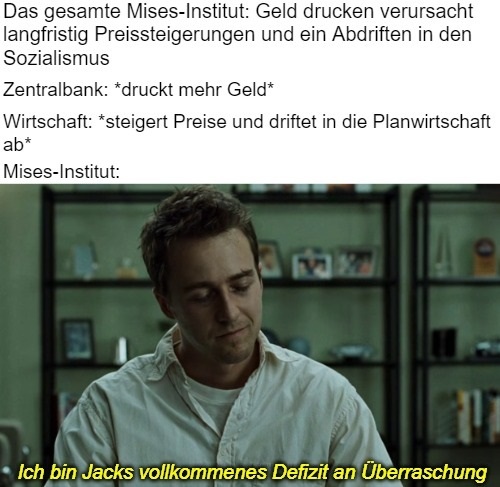 Das gesamte Mises-Institut: Geld drucken verursacht
langfristig Preissteigerungen und ein Abdriften in den
Sozialismus
Zentralbank: *druckt mehr Geld*
Wirtschaft: *steigert Preise und driftet in die Planwirtschaft
ab*
Mises-Institut:
Ich bin Jacks vollkommenes Defizit an Überraschung